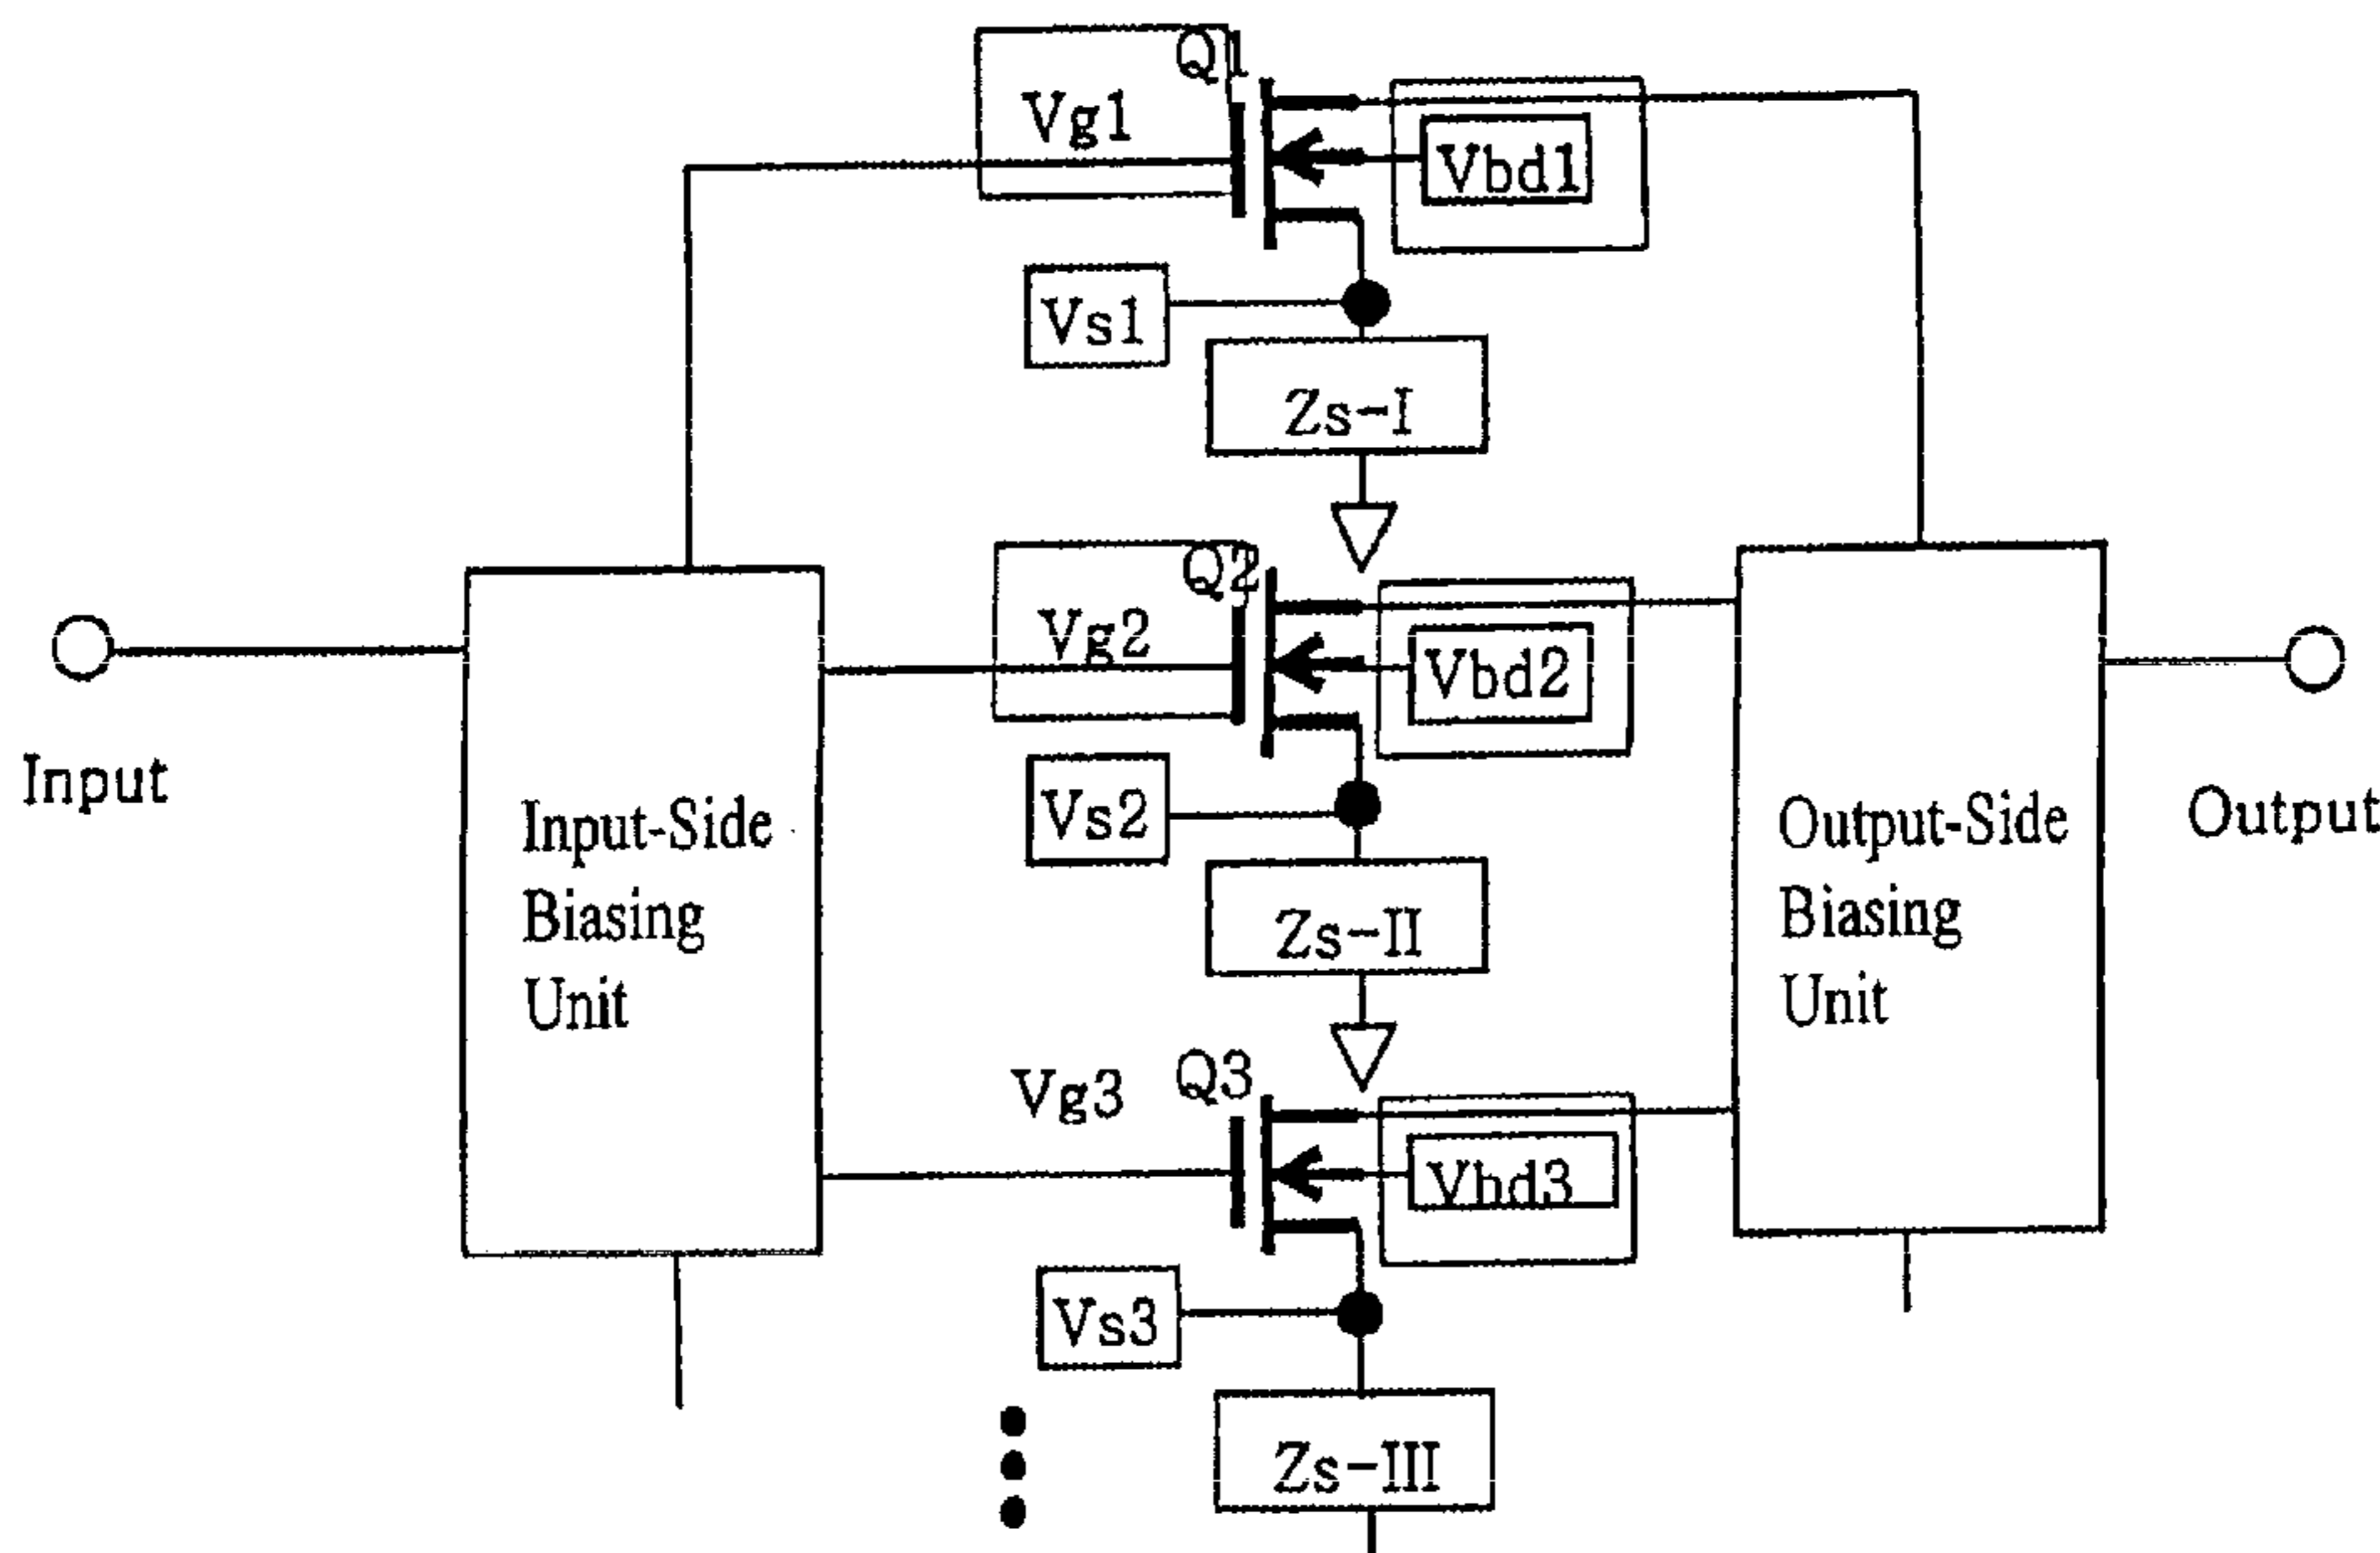 Q1
Vg1
Vbd1
Vs1
Zs-I
Q2
Vg2
Vbd2
Vs2
Zs-II
Input
Input-Side
Biasing
Unit
Output-Side
Biasing
Unit
Output
Q3
Vg3
Vbd3
Vs3
Zs-III